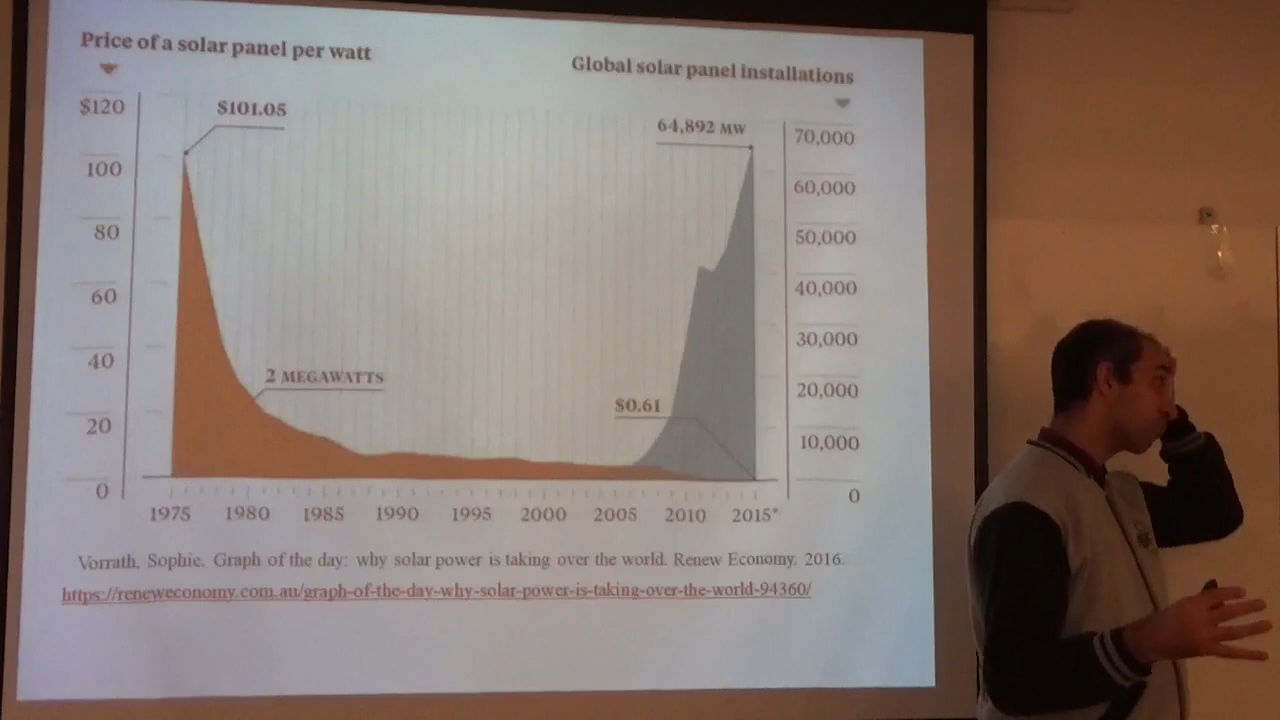 Price of a solar panel per watt
Global solar panel installations
$120
$101.05
64,892 MW
70,000
100
60,000
80
50,000
60
40,000
30,000
40
2 MEGAWATTS
20,000
$0.61
20
10,000
0
0
1975 1980 1985 1990 1995 2000 2005 2010 2015*
Vorrath, Sophie. Graph of the day: why solar power is taking over the world. Renew Economy. 2016.
https://reneweconomy.com.au/graph-of-the-day-why-solar-power-is-taking-over-the-world-94360/